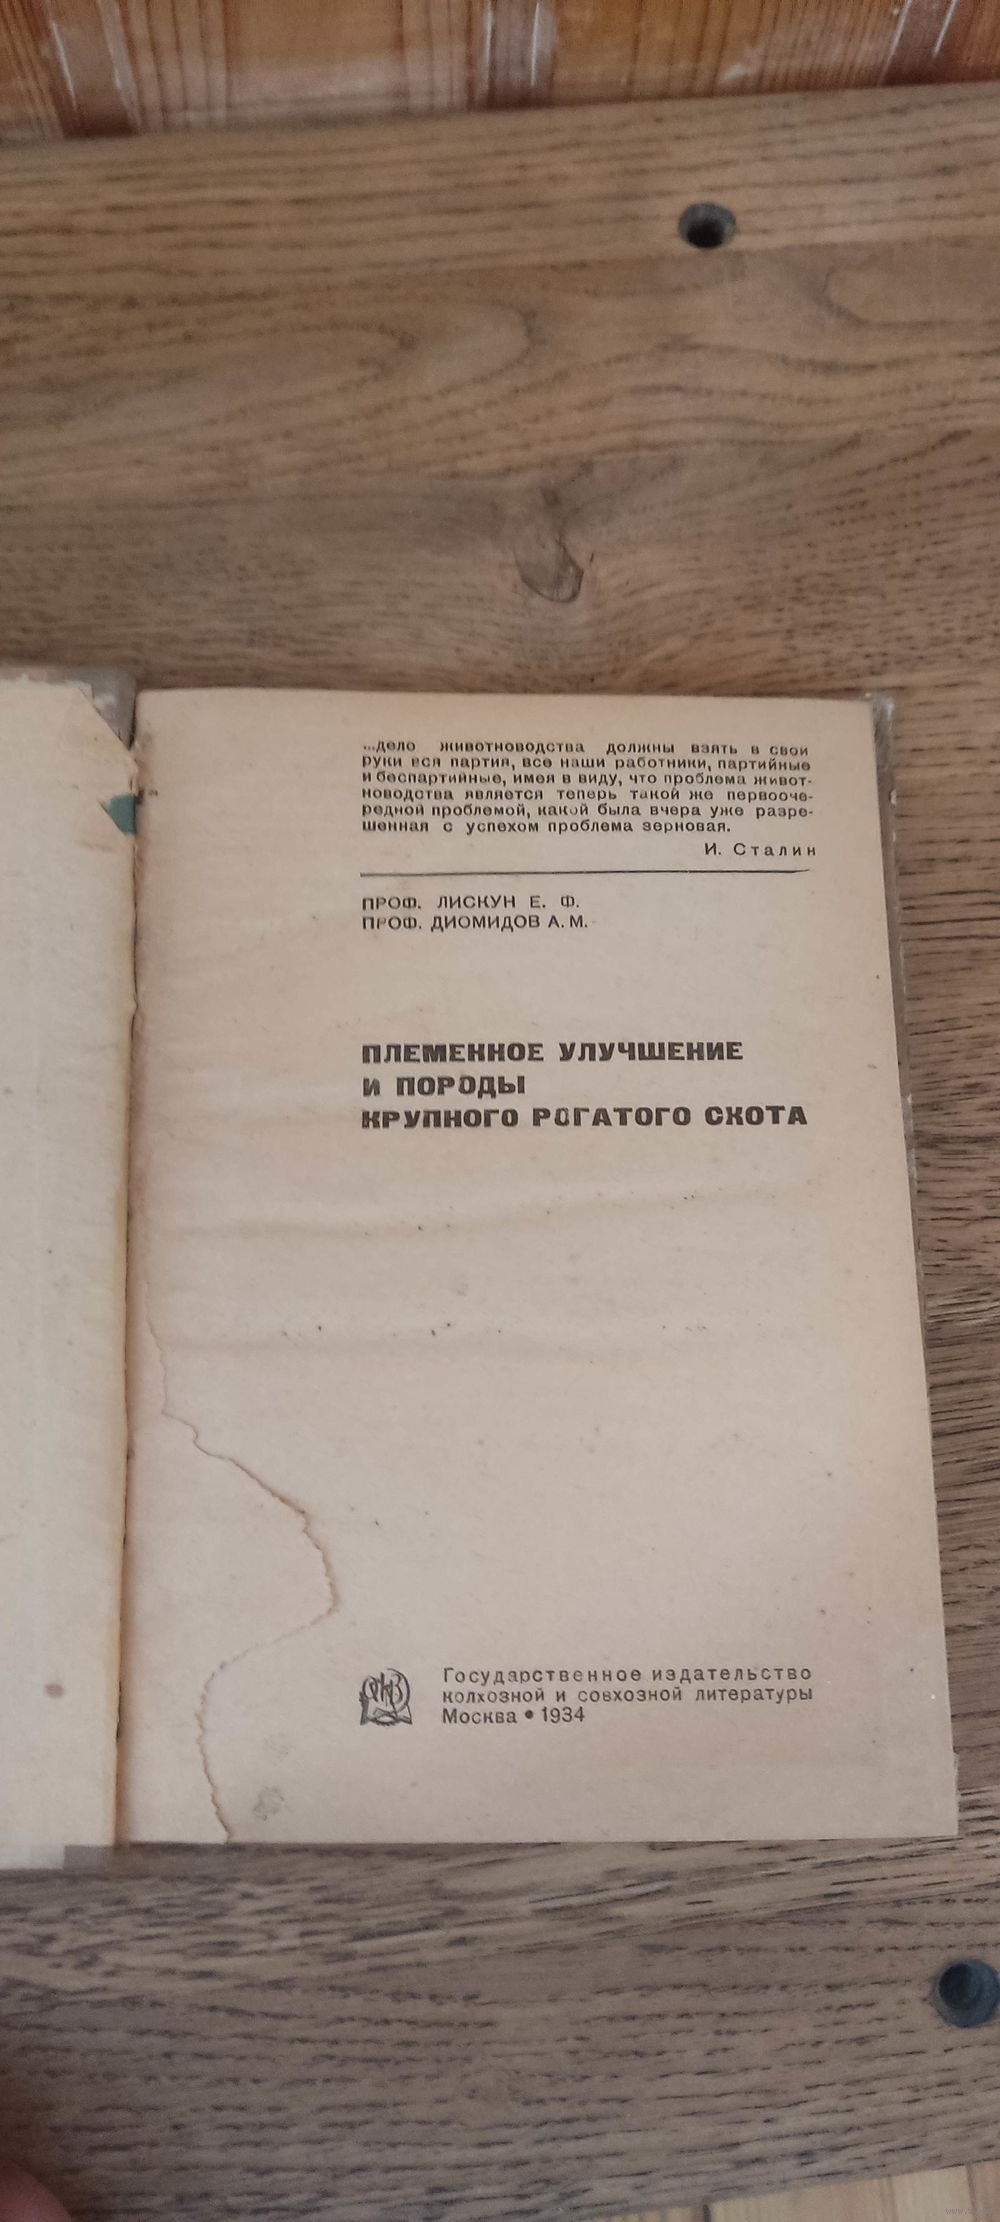 ...дело животноводства должны взять в свои
руки вся партия, все наши работники, партийные
и беспартийные, имея в виду, что проблема живот-
новодства является теперь такой же первооче-
редной проблемой, какой была вчера уже разре-
шенная с успехом проблема зерновая.
И. Сталин
ПРОФ. ЛИСКУН Е. Ф.
ПРОФ. ДИОМИДОВ А. М.
ПЛЕМЕННОЕ УЛУЧШЕНИЕ
И ПОРОДЫ
КРУПНОГО РОГАТОГО СКОТА
Государственное издательство
колхозной и совхозной литературы
Москва • 1934